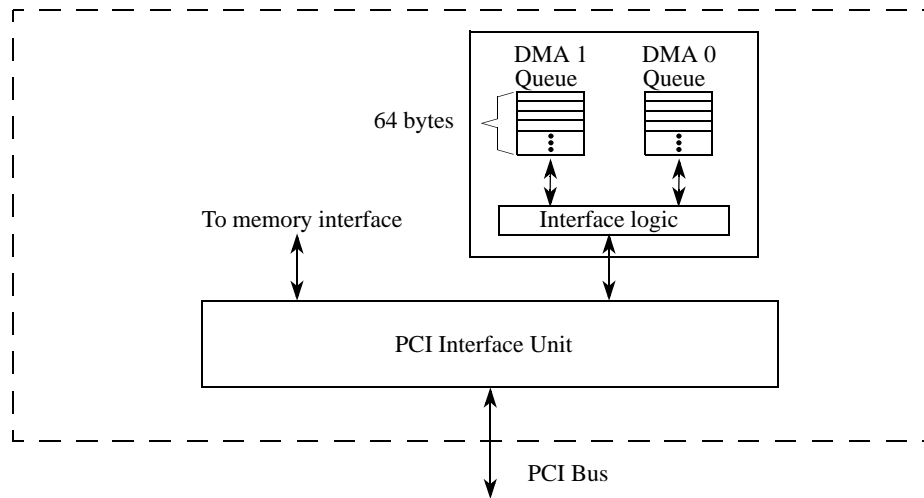 DMA 1
Queue
DMA 0
Queue
64 bytes
Interface logic
To memory interface
PCI Interface Unit
PCI Bus